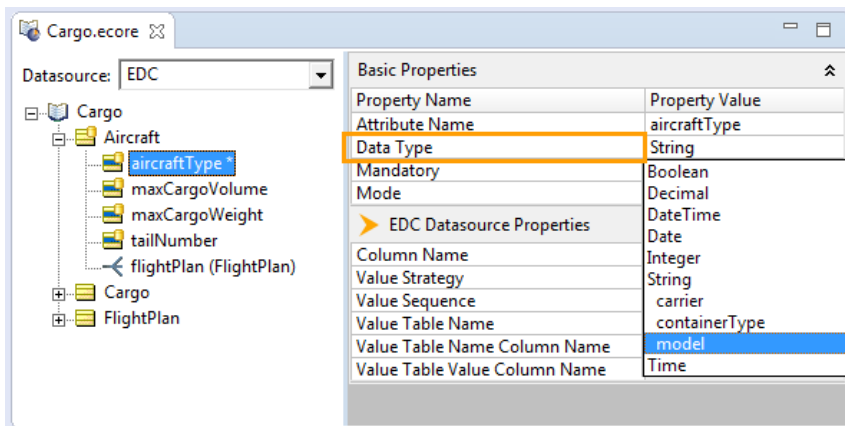 Cargo.ecore
Datasource: EDC
Cargo
Aircraft
aircraftType *
maxCargoVolume
maxCargoWeight
tailNumber
flightPlan (FlightPlan)
Cargo
FlightPlan
Basic Properties
Property Name Property Value
Attribute Name aircraftType
Data Type String
Mandatory
Mode
EDC Datasource Properties
Column Name
Value Strategy
Value Sequence
Value Table Name
Value Table Name Column Name
Value Table Value Column Name
Boolean
Decimal
DateTime
Date
Integer
String
carrier
containerType
model
Time